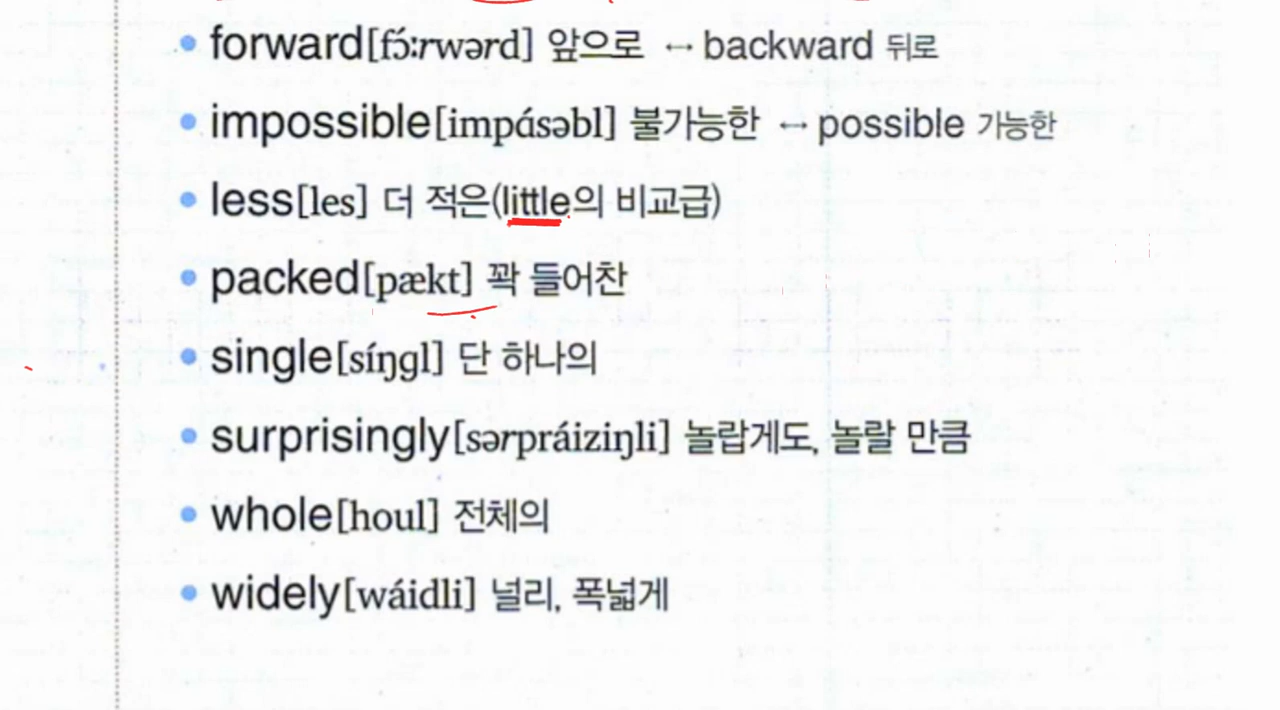 forward[fɔ́ːrwərd] 앞으로 ↔ backward 뒤로
impossible[impɑ́səbl] 불가능한 ↔ possible 가능한
less[les] 더 적은(little의 비교급)
packed[pækt] 꽉 들어찬
single[síŋgl] 단 하나의
surprisingly[sərpráiziŋli] 놀랍게도, 놀랄 만큼
whole[houl] 전체의
widely[wáidli] 널리, 폭넓게